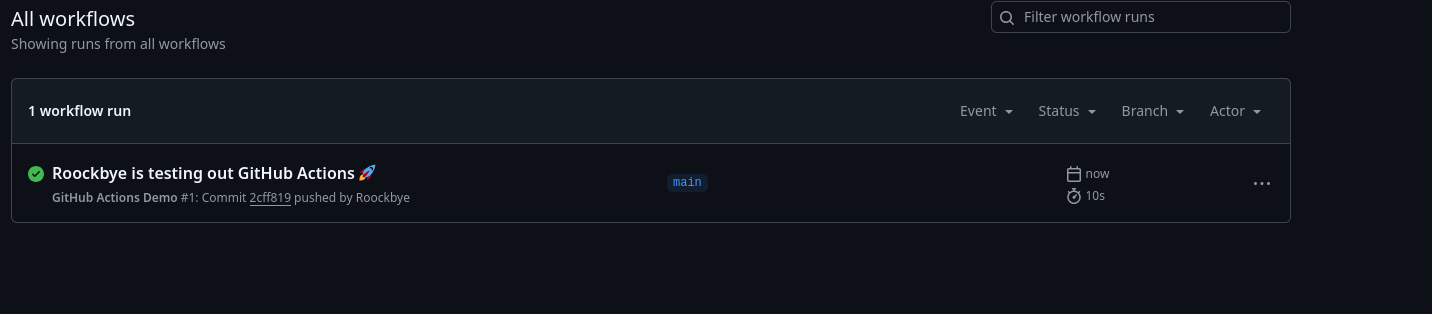 All workflows
Filter workflow runs
Showing runs from all workflows
1 workflow run
Event Status Branch Actor
Roockbye is testing out GitHub Actions 🚀
main
now
GitHub Actions Demo #1: Commit 2cff819 pushed by Roockbye
10s